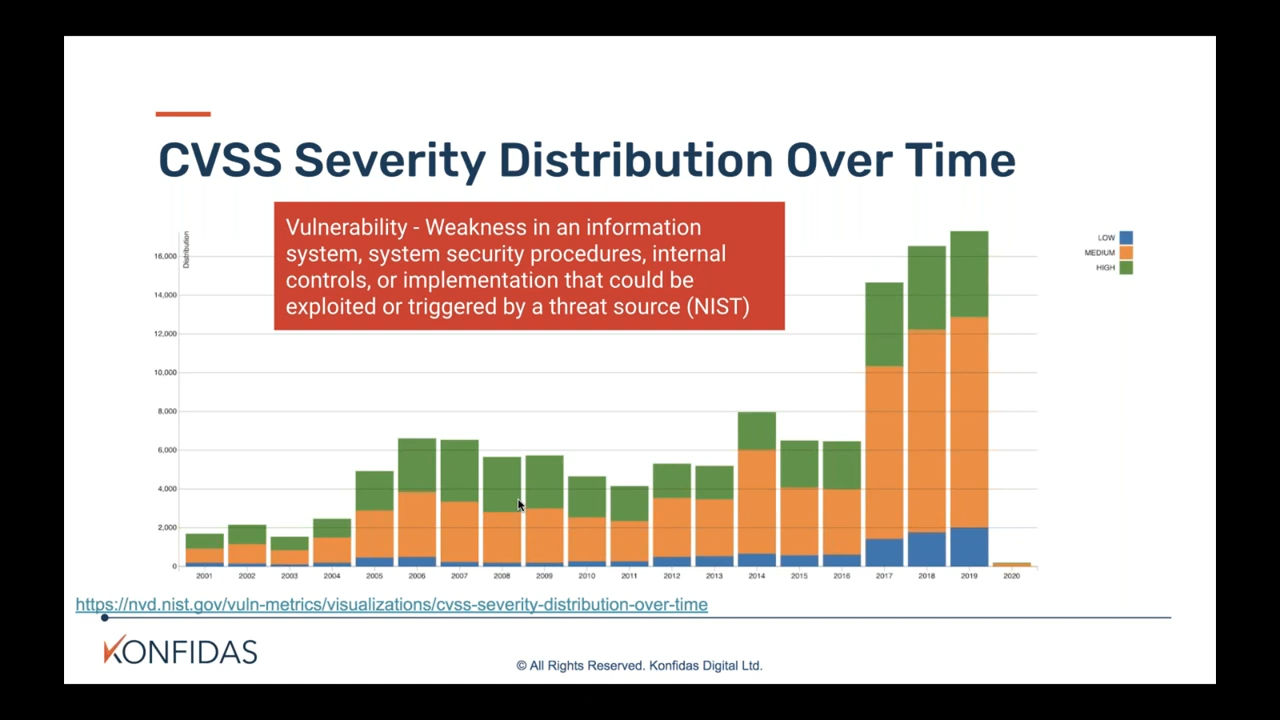 CVSS Severity Distribution Over Time
Vulnerability - Weakness in an information
system, system security procedures, internal
controls, or implementation that could be
exploited or triggered by a threat source (NIST)
Distribution
LOW
MEDIUM
HIGH
16,000
14,000
12,000
10,000
8,000
6,000
4,000
2,000
0
2001 2002 2003 2004 2005 2006 2007 2008 2009 2010 2011 2012 2013 2014 2015 2016 2017 2018 2019 2020
https://nvd.nist.gov/vuln-metrics/visualizations/cvss-severity-distribution-over-time
KONFIDAS
© All Rights Reserved. Konfidas Digital Ltd.